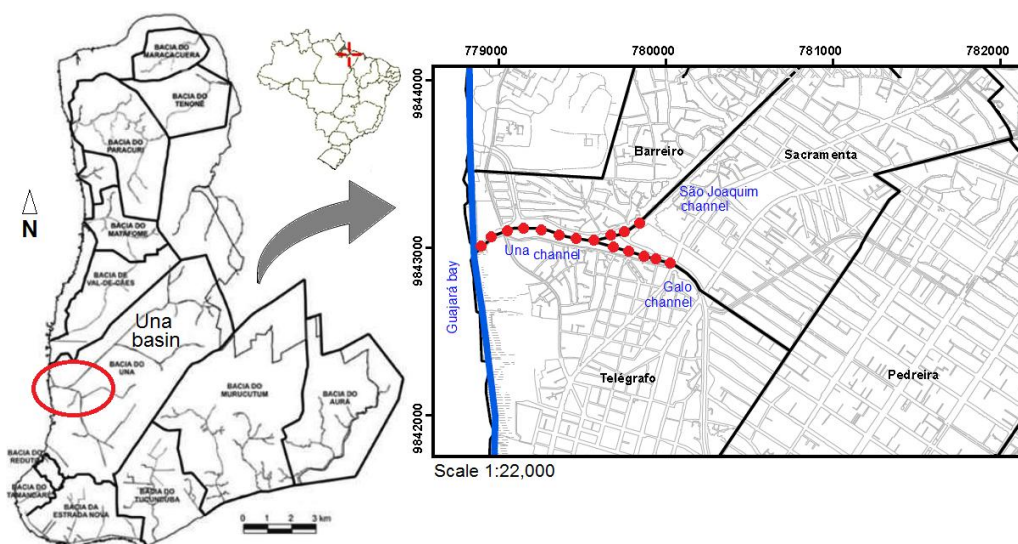 BACIA DO
MARACACUERA
BACIA DO
TENONÉ
BACIA DO
PARACURI
BACIA DO
MATAFOME
BACIA DE
VAL-DE-CÃES
Una
basin
BACIA DO
UNA
BACIA DO
MURUCUTUM
BACIA DO
AURÁ
BACIA DO
REDUTO
BACIA DO
TAMANDARÉ
BACIA DA
ESTRADA NOVA
BACIA DO
TUCUNDUBA
N
0 1 2 3 km
779000 780000 781000 782000
9844000
9843000
9842000
Barreiro
Sacramenta
São Joaquim
channel
Una channel
Galo
channel
Guajará bay
Telégrafo
Pedreira
Scale 1:22,000